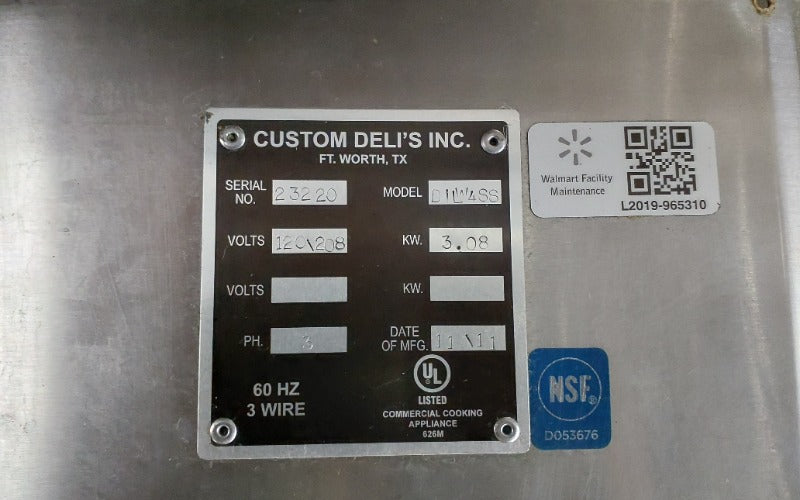 CUSTOM DELI'S INC.
FT. WORTH, TX
SERIAL NO. 23220
MODEL DILW4SS
VOLTS 120\208
KW. 3.08
VOLTS
KW.
PH. 3
DATE OF MFG. 11\11
60 HZ
3 WIRE
UL
LISTED
COMMERCIAL COOKING
APPLIANCE
626M
Walmart Facility
Maintenance
L2019-965310
NSF®
D053676